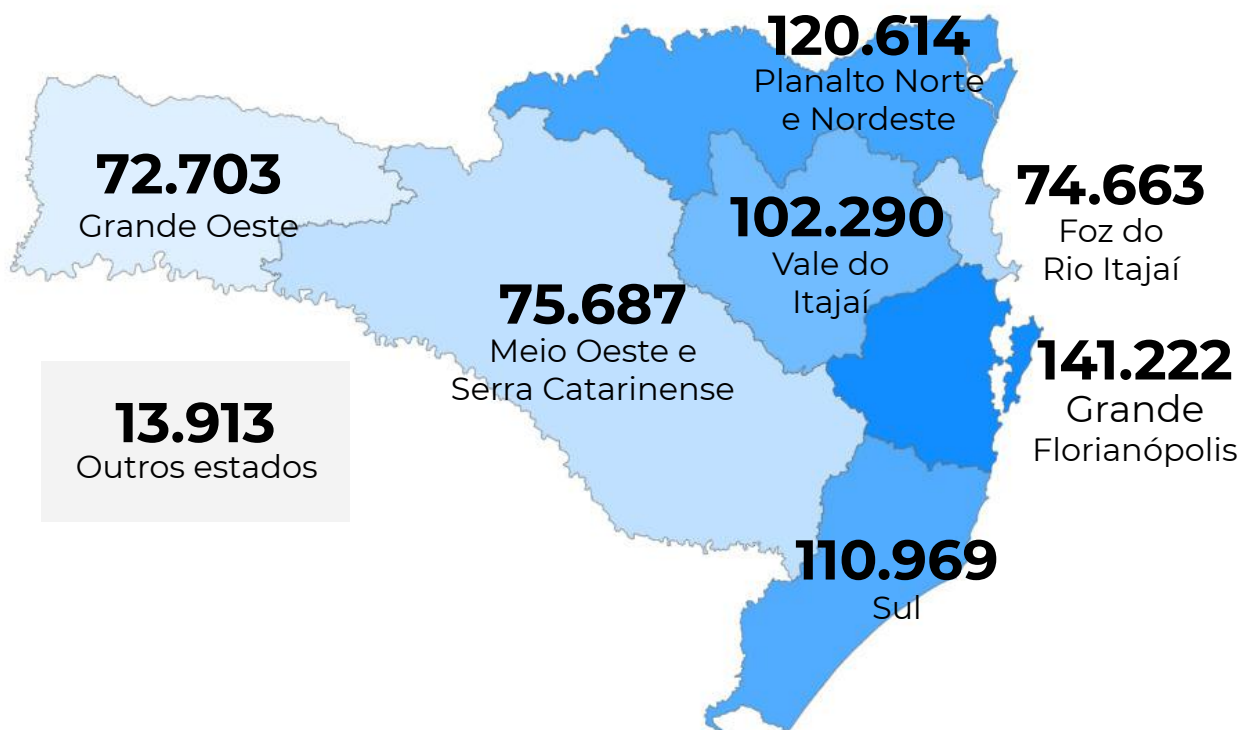 120.614
Planalto Norte
e Nordeste
72.703
Grande Oeste
74.663
Foz do
Rio Itajaí
102.290
Vale do
Itajaí
75.687
Meio Oeste e
Serra Catarinense
141.222
Grande
Florianópolis
13.913
Outros estados
110.969
Sul